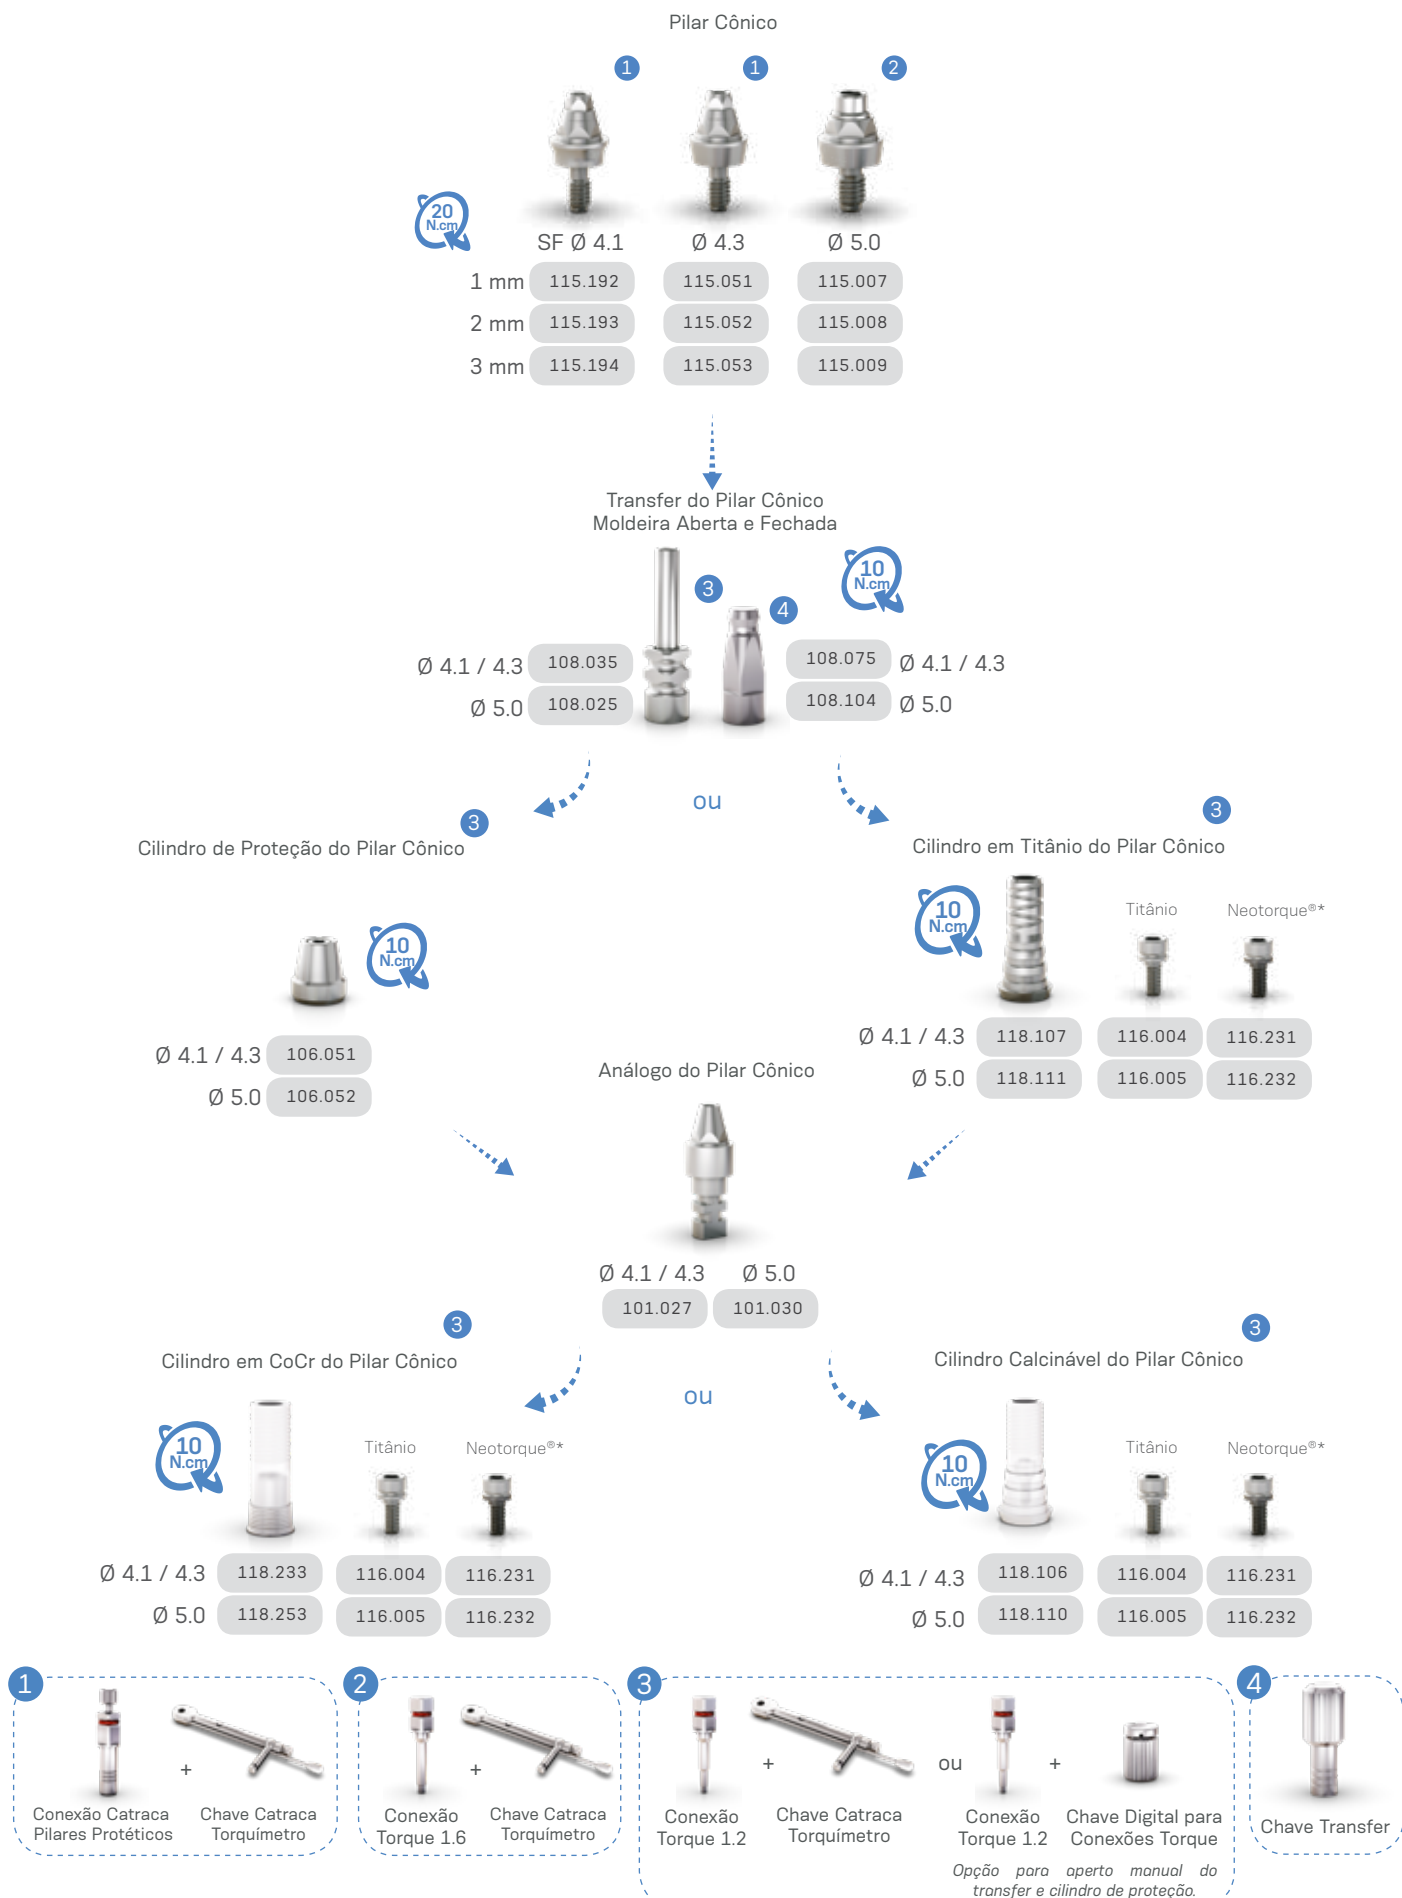 Pilar Cônico
1 1 2
20
N.cm
SF Ø 4.1 Ø 4.3 Ø 5.0
1 mm 115.192 115.051 115.007
2 mm 115.193 115.052 115.008
3 mm 115.194 115.053 115.009
Transfer do Pilar Cônico
Moldeira Aberta e Fechada
3
4
10
N.cm
Ø 4.1 / 4.3 108.035
Ø 5.0 108.025
108.075 Ø 4.1 / 4.3
108.104 Ø 5.0
ou
3
Cilindro de Proteção do Pilar Cônico
10
N.cm
Ø 4.1 / 4.3 106.051
Ø 5.0 106.052
3
Cilindro em Titânio do Pilar Cônico
10
N.cm
Titânio Neotorque®*
Ø 4.1 / 4.3 118.107 116.004 116.231
Ø 5.0 118.111 116.005 116.232
Análogo do Pilar Cônico
Ø 4.1 / 4.3 Ø 5.0
101.027 101.030
ou
3
Cilindro em CoCr do Pilar Cônico
10
N.cm
Titânio Neotorque®*
Ø 4.1 / 4.3 118.233 116.004 116.231
Ø 5.0 118.253 116.005 116.232
3
Cilindro Calcinável do Pilar Cônico
10
N.cm
Titânio Neotorque®*
Ø 4.1 / 4.3 118.106 116.004 116.231
Ø 5.0 118.110 116.005 116.232
1
+
Conexão Catraca
Pilares Protéticos
Chave Catraca
Torquímetro
2
+
Conexão
Torque 1.6
Chave Catraca
Torquímetro
3
+
Conexão
Torque 1.2
Chave Catraca
Torquímetro
ou
+
Conexão
Torque 1.2
Chave Digital para
Conexões Torque
Opção para aperto manual do
transfer e cilindro de proteção.
4
Chave Transfer